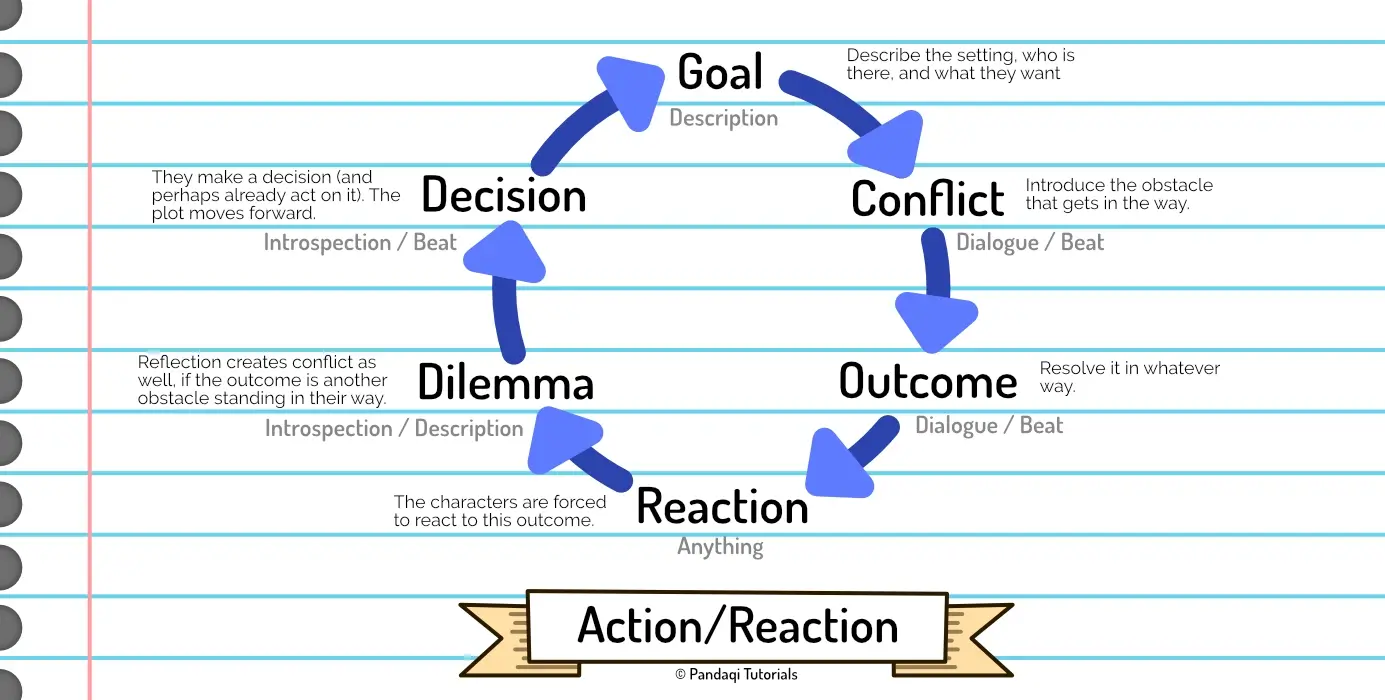 Goal
Description
Describe the setting, who is
there, and what they want
Conflict
Introduce the obstacle
that gets in the way.
Dialogue / Beat
Outcome
Resolve it in whatever
way.
Dialogue / Beat
Reaction
The characters are forced
to react to this outcome.
Anything
Dilemma
Reflection creates conflict as
well, if the outcome is another
obstacle standing in their way.
Introspection / Description
Decision
They make a decision (and
perhaps already act on it). The
plot moves forward.
Introspection / Beat
Action/Reaction
© Pandaqi Tutorials